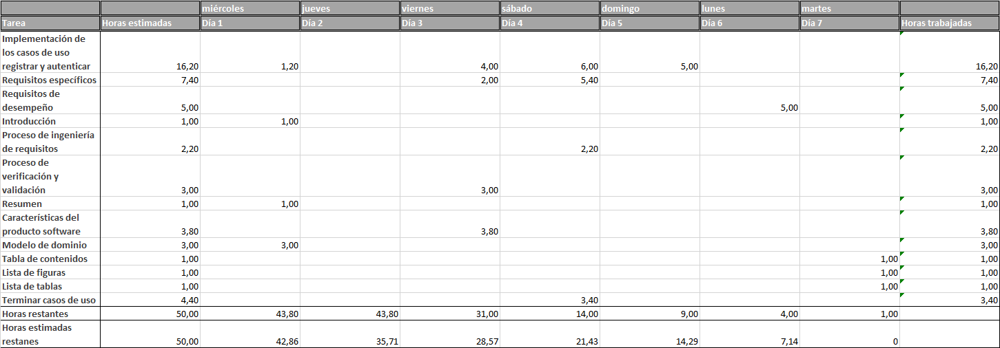 miércoles jueves viernes sábado domingo lunes martes
Tarea Horas estimadas Día 1 Día 2 Día 3 Día 4 Día 5 Día 6 Día 7 Horas trabajadas
Implementación de
los casos de uso
registrar y autenticar 16,20 1,20 4,00 6,00 5,00 16,20
Requisitos específicos 7,40 2,00 5,40 7,40
Requisitos de
desempeño 5,00 5,00 5,00
Introducción 1,00 1,00 1,00
Proceso de ingeniería
de requisitos 2,20 2,20 2,20
Proceso de
verificación y
validación 3,00 3,00 3,00
Resumen 1,00 1,00 1,00
Características del
producto software 3,80 3,80 3,80
Modelo de dominio 3,00 3,00 3,00
Tabla de contenidos 1,00 1,00 1,00
Lista de figuras 1,00 1,00 1,00
Lista de tablas 1,00 1,00 1,00
Terminar casos de uso 4,40 3,40 3,40
Horas restantes 50,00 43,80 43,80 31,00 14,00 9,00 4,00 1,00
Horas estimadas
restanes 50,00 42,86 35,71 28,57 21,43 14,29 7,14 0